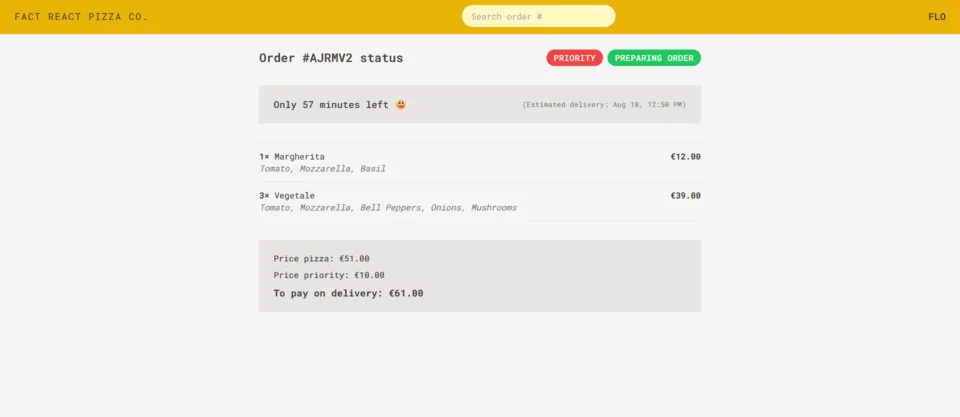 FACT REACT PIZZA CO.
Search order #
FLO
Order #AJRMV2 status
PRIORITY
PREPARING ORDER
Only 57 minutes left 😃
(Estimated delivery: Aug 18, 12:50 PM)
1× Margherita
€12.00
Tomato, Mozzarella, Basil
3× Vegetale
€39.00
Tomato, Mozzarella, Bell Peppers, Onions, Mushrooms
Price pizza: €51.00
Price priority: €10.00
To pay on delivery: €61.00